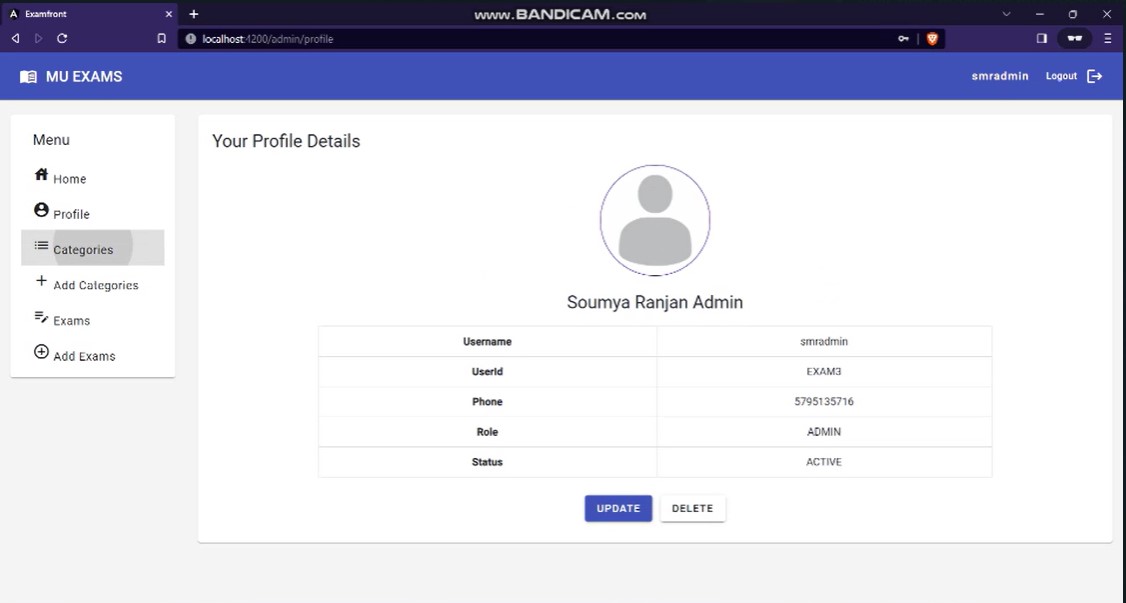 Examfront
www.BANDICAM.com
localhost:4200/admin/profile
MU EXAMS
smradmin Logout
Menu
Home
Profile
Categories
Add Categories
Exams
Add Exams
Your Profile Details
Soumya Ranjan Admin
Username smradmin
UserId EXAM3
Phone 5795135716
Role ADMIN
Status ACTIVE
UPDATE DELETE